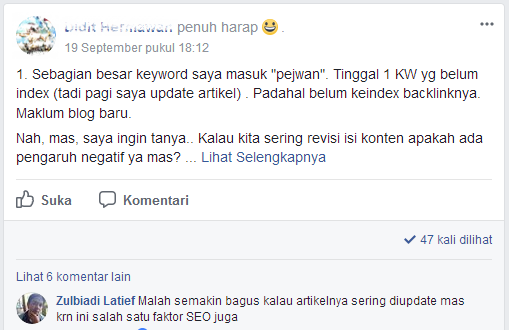 penuh harap .
19 September pukul 18:12
1. Sebagian besar keyword saya masuk "pejwan". Tinggal 1 KW yg belum
index (tadi pagi saya update artikel) . Padahal belum keindex backlinknya.
Maklum blog baru.
Nah, mas, saya ingin tanya.. Kalau kita sering revisi isi konten apakah ada
pengaruh negatif ya mas? ... Lihat Selengkapnya
Suka Komentari
47 kali dilihat
Lihat 6 komentar lain
Zulbiadi Latief Malah semakin bagus kalau artikelnya sering diupdate mas
krn ini salah satu faktor SEO juga